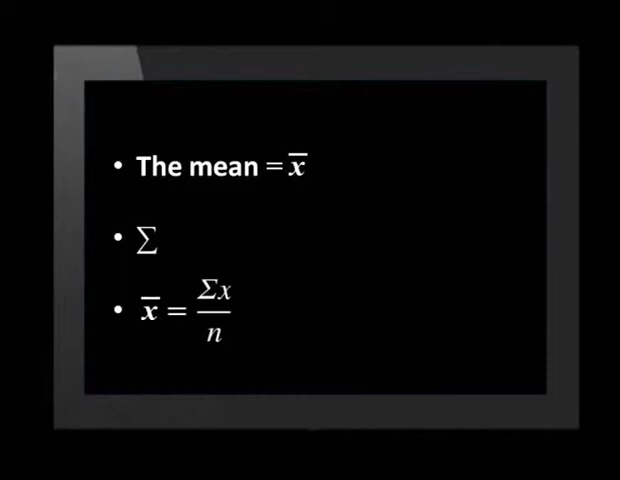 • The mean = x̅
• ∑
• x̅ = Σx / n